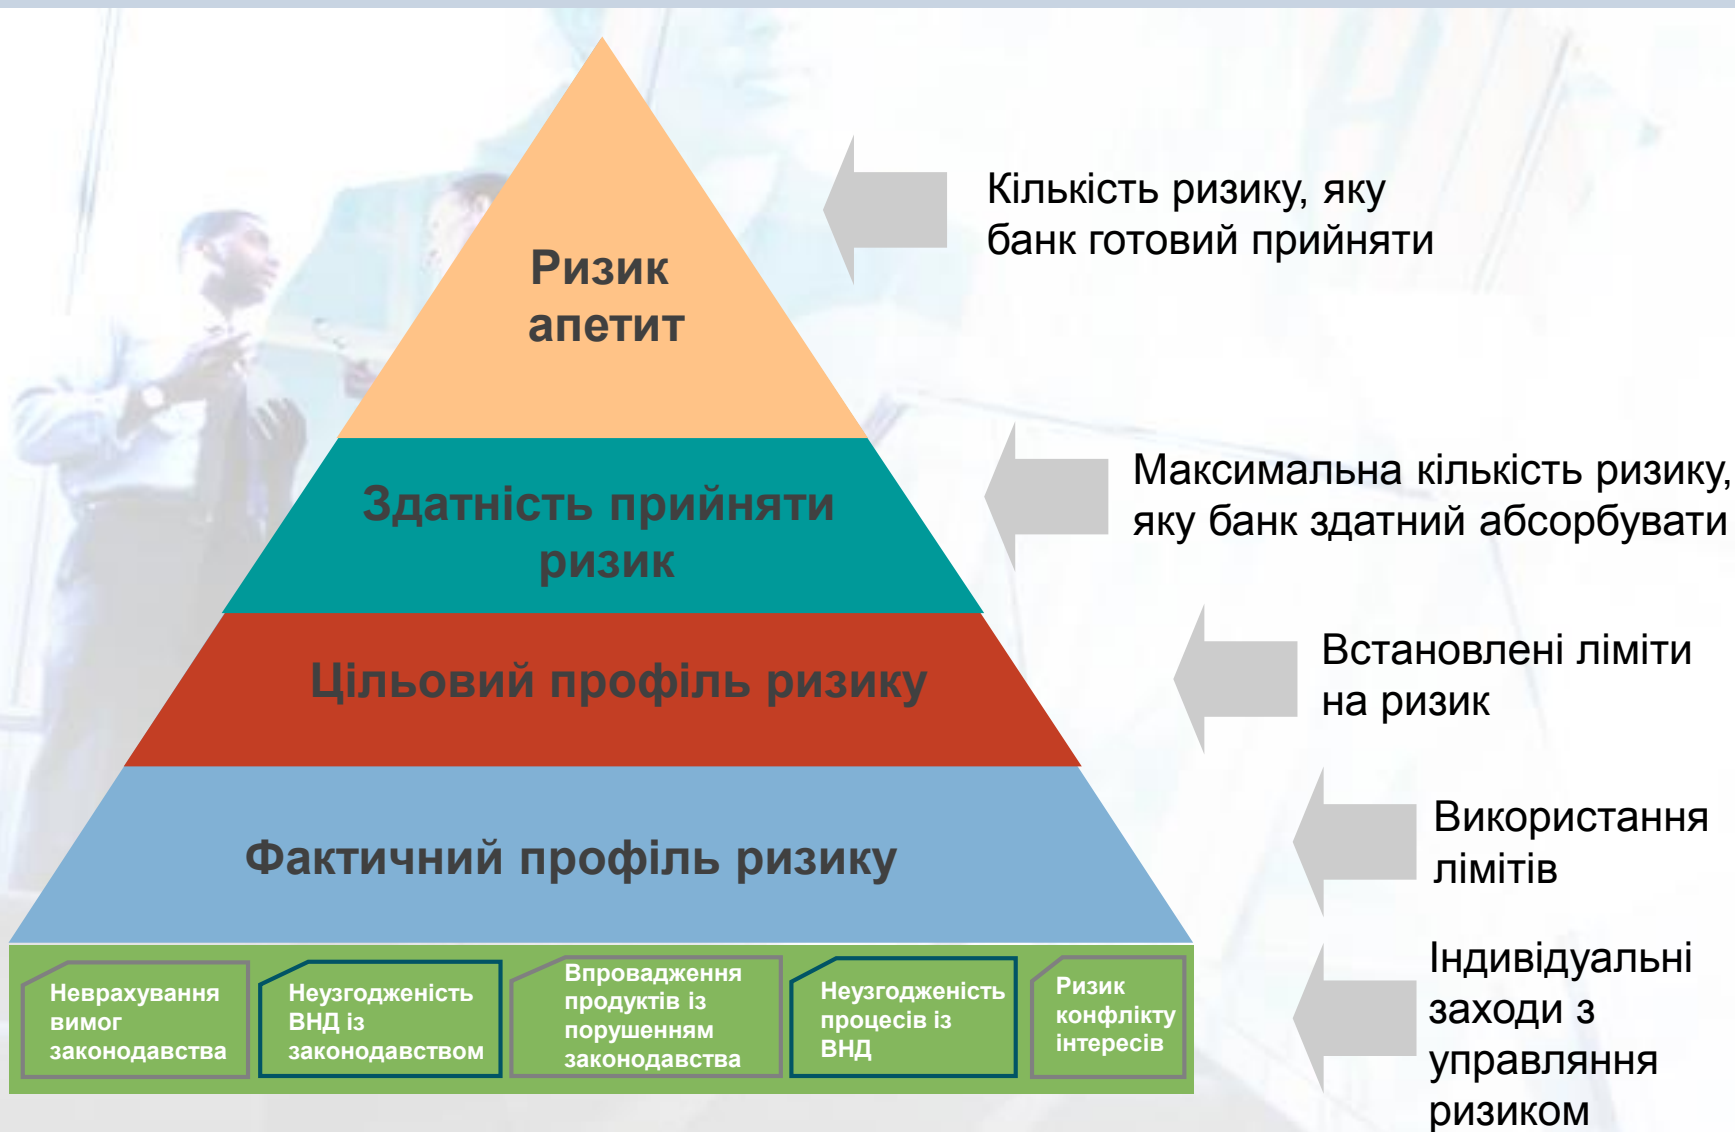 Ризик
апетит
Кількість ризику, яку
банк готовий прийняти
Здатність прийняти
ризик
Максимальна кількість ризику,
яку банк здатний абсорбувати
Цільовий профіль ризику
Встановлені ліміти
на ризик
Фактичний профіль ризику
Використання
лімітів
Неврахування
вимог
законодавства
Неузгодженість
ВНД із
законодавством
Впровадження
продуктів із
порушенням
законодавства
Неузгодженість
процесів із
ВНД
Ризик
конфлікту
інтересів
Індивідуальні
заходи з
управляння
ризиком